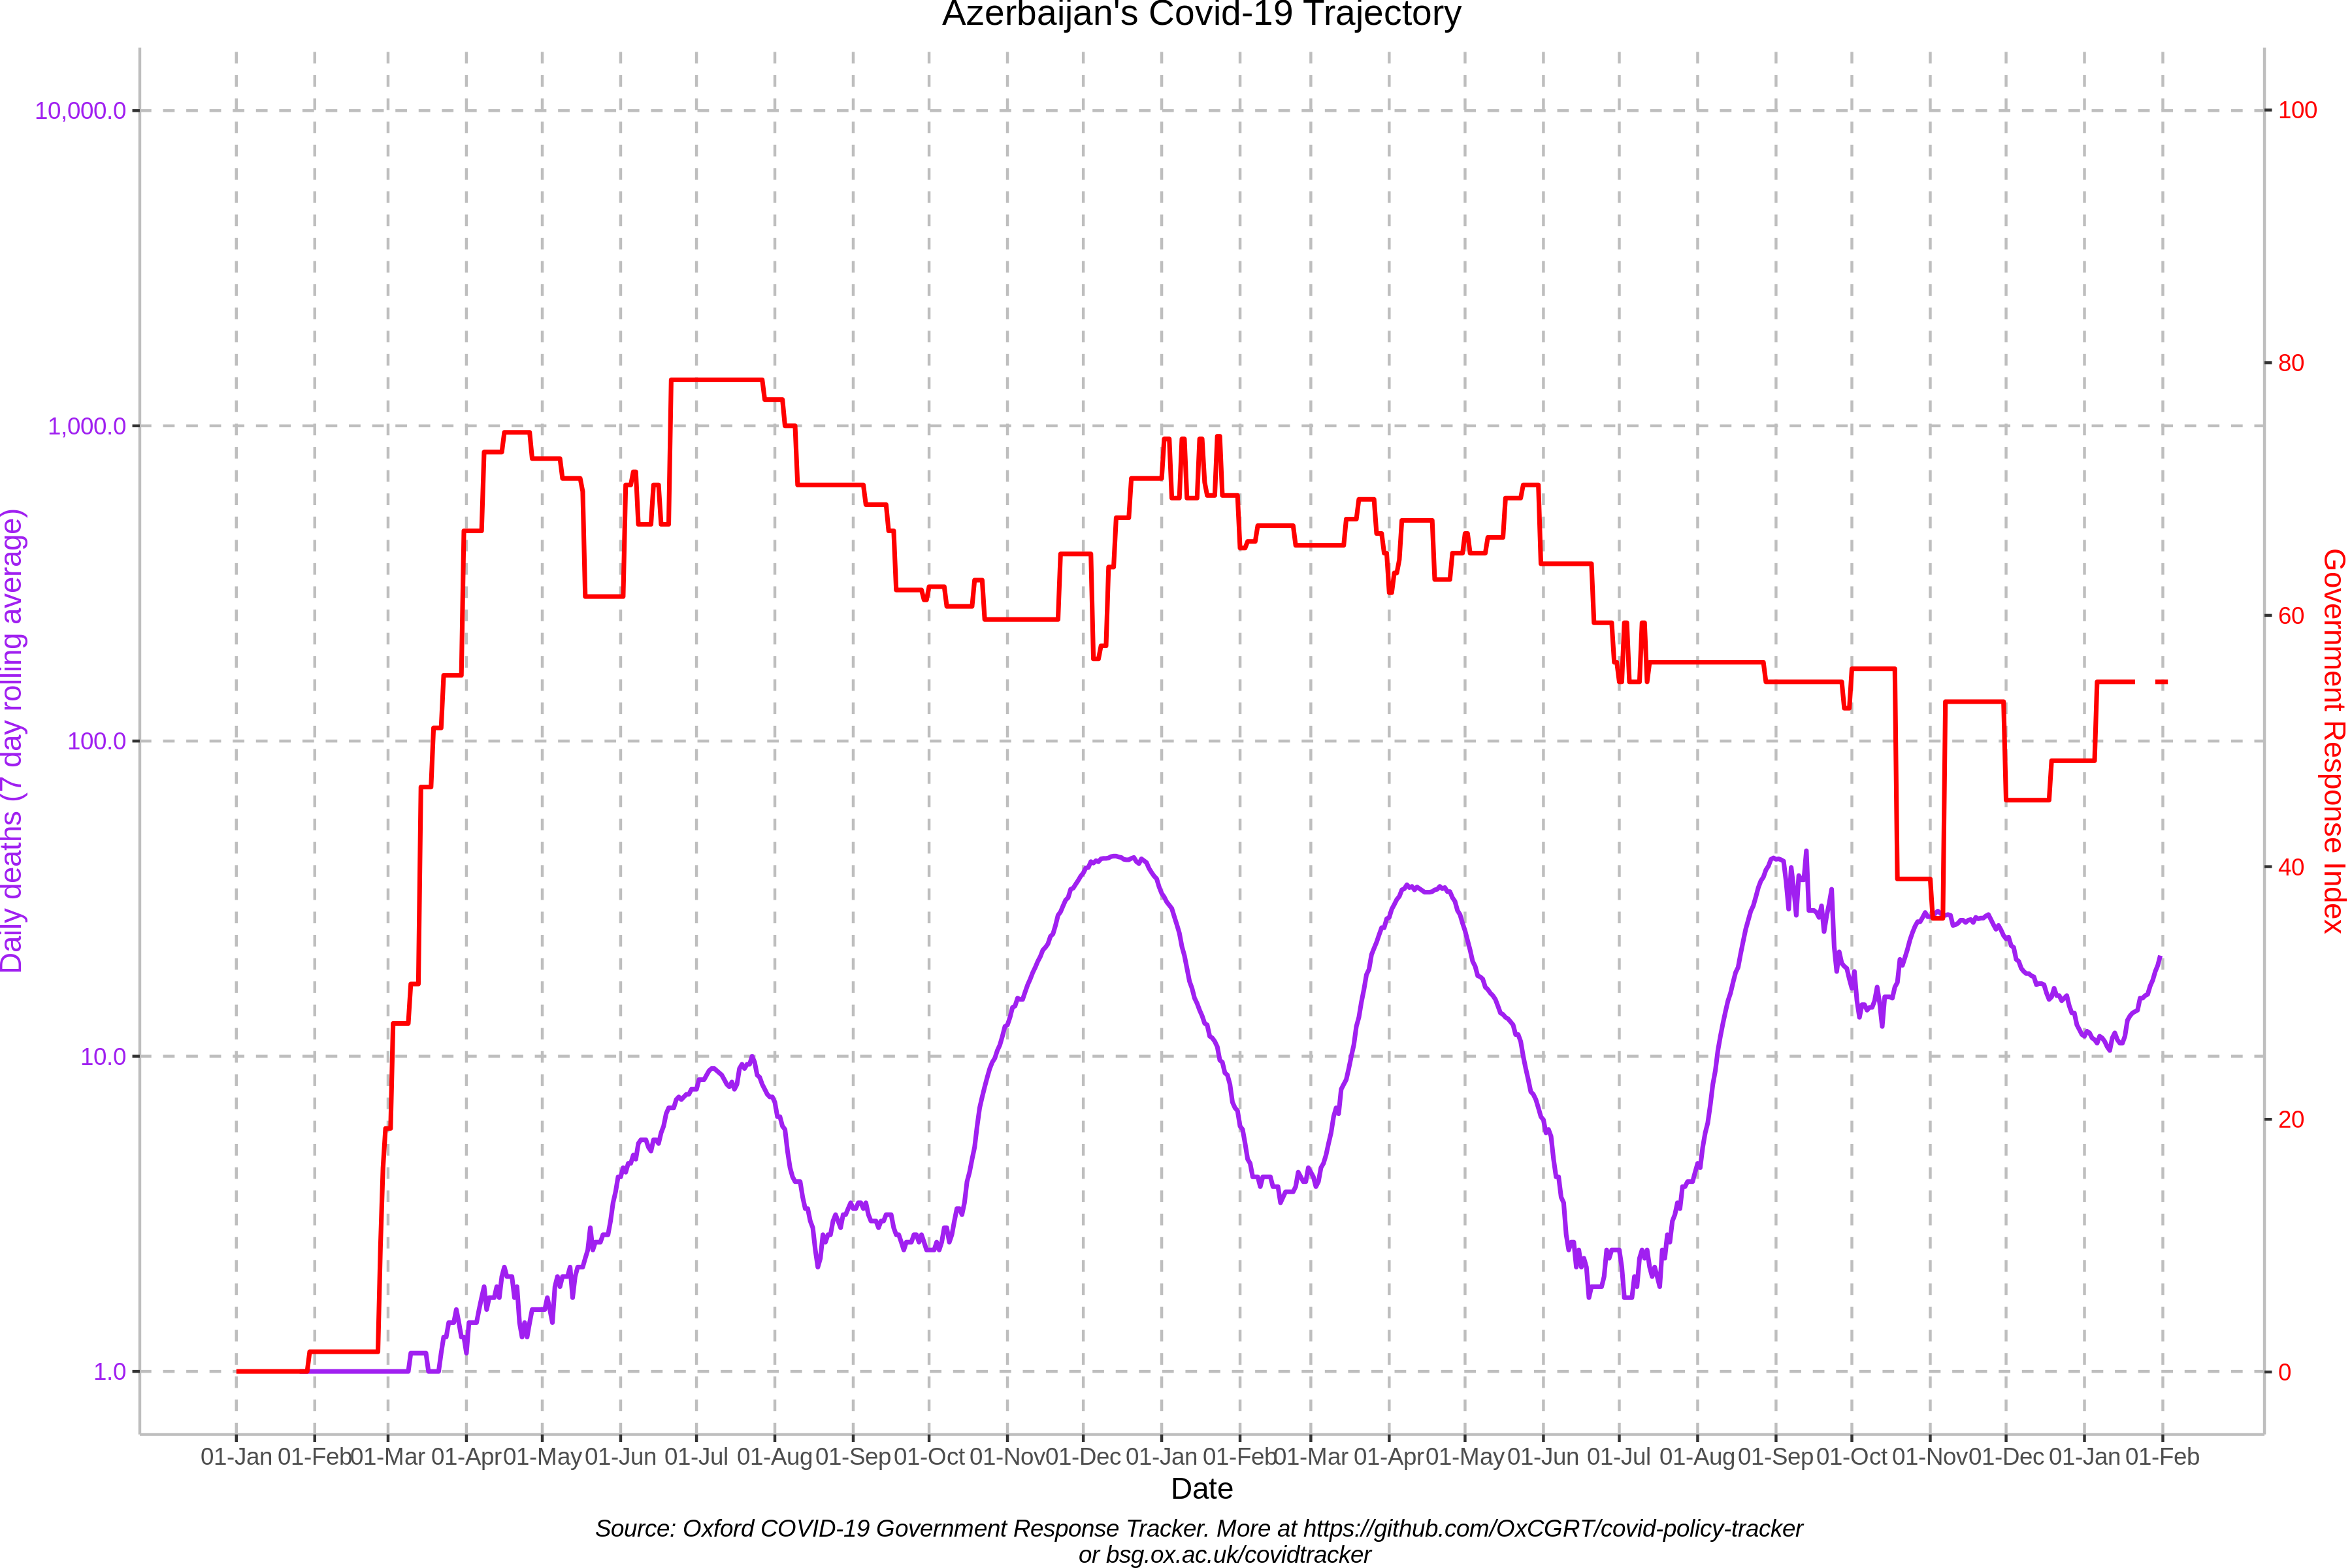 Azerbaijan's Covid-19 Trajectory
10,000.0
1,000.0
100.0
10.0
1.0
Daily deaths (7 day rolling average)
100
80
60
40
20
0
Government Response Index
01-Jan 01-Feb 01-Mar 01-Apr 01-May 01-Jun 01-Jul 01-Aug 01-Sep 01-Oct 01-Nov 01-Dec 01-Jan 01-Feb 01-Mar 01-Apr 01-May 01-Jun 01-Jul 01-Aug 01-Sep 01-Oct 01-Nov 01-Dec 01-Jan 01-Feb
Date
Source: Oxford COVID-19 Government Response Tracker. More at https://github.com/OxCGRT/covid-policy-tracker
or bsg.ox.ac.uk/covidtracker